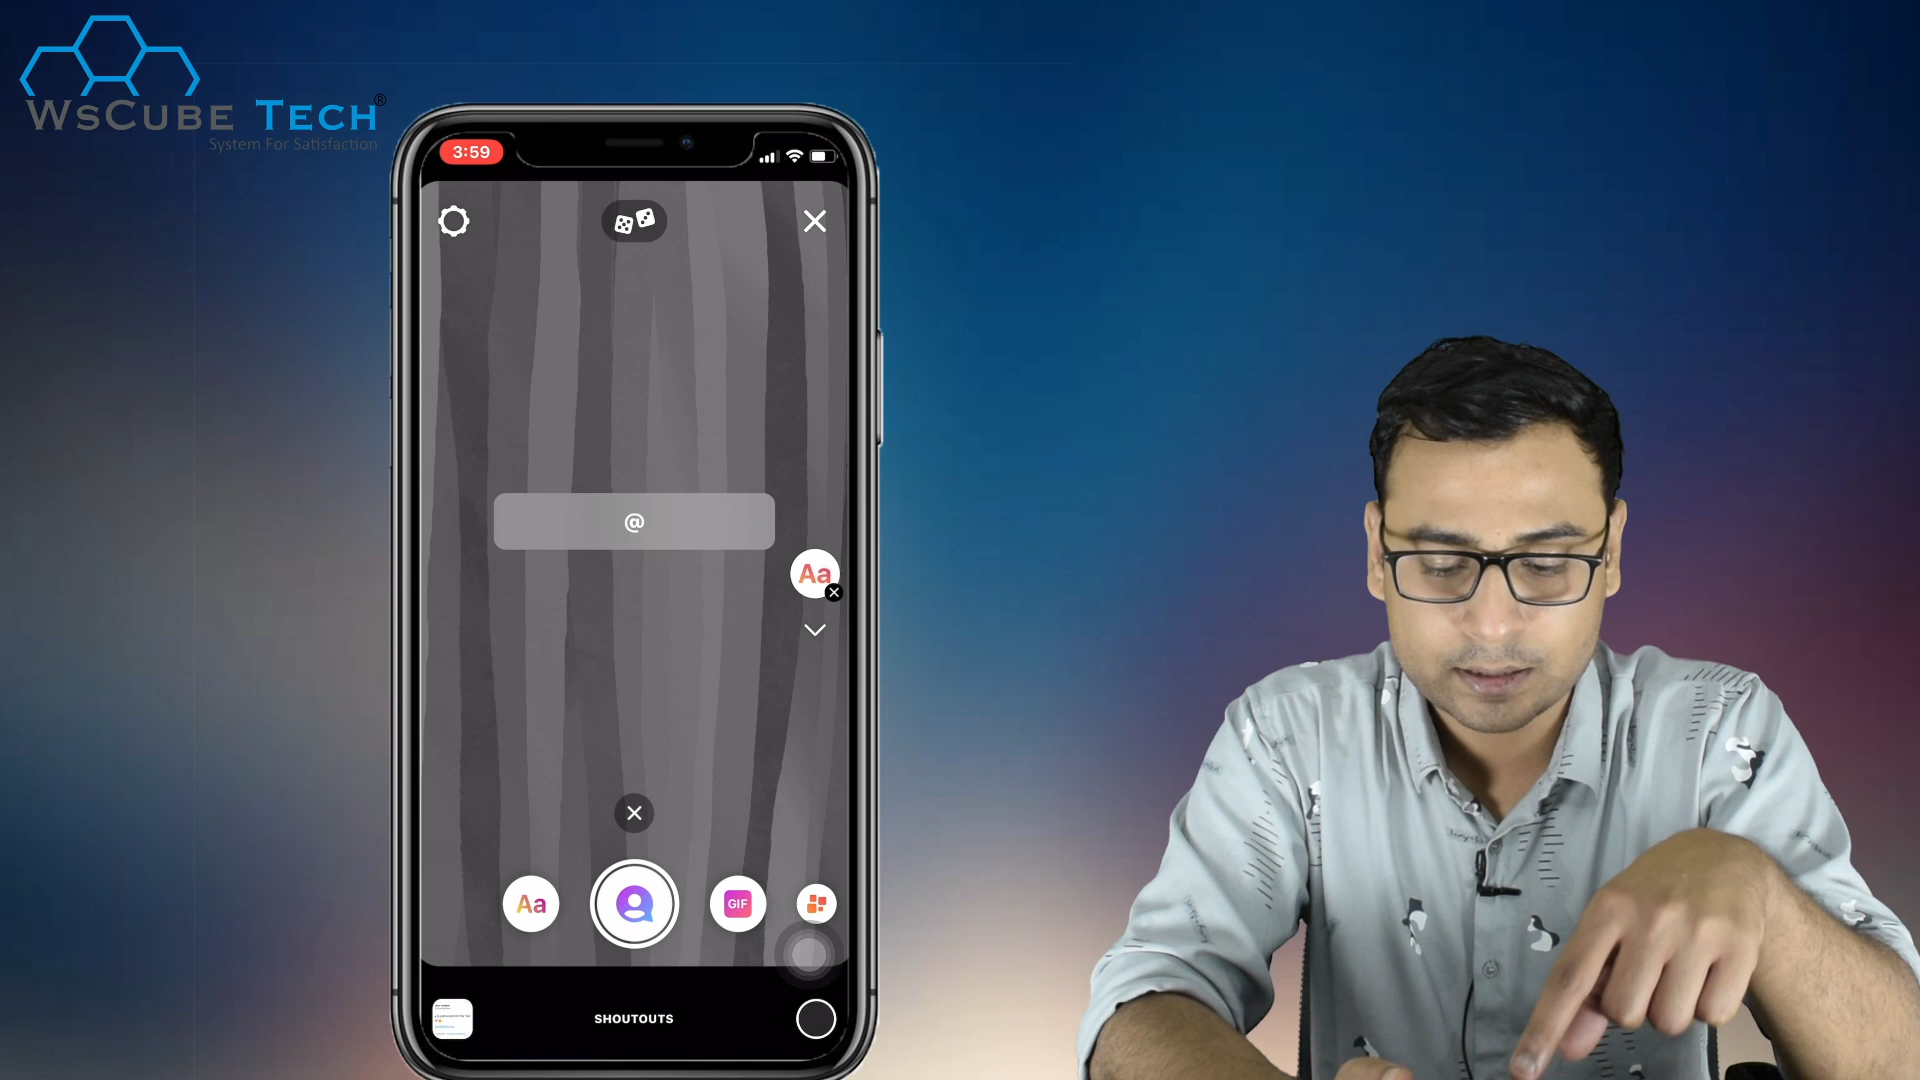 WsCube Tech®
System For Satisfaction
3:59
@
Aa
Aa
GIF
SHOUTOUTS